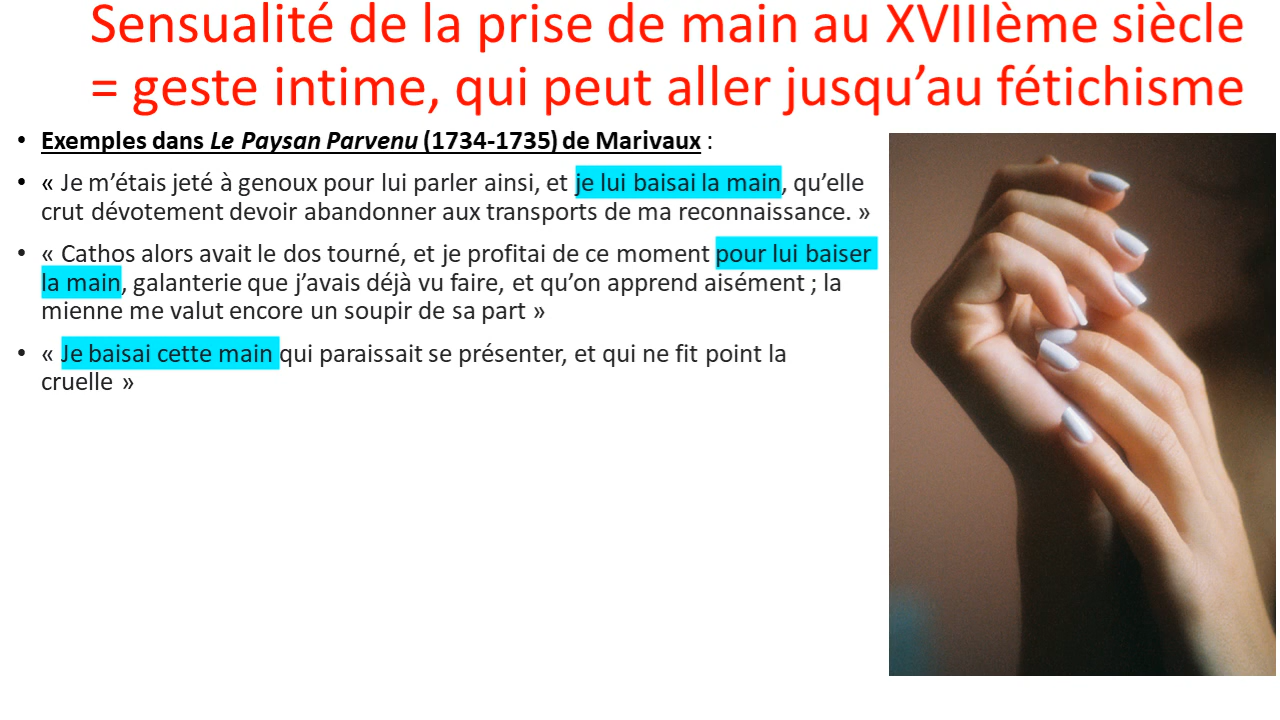 Sensualité de la prise de main au XVIIIème siècle
= geste intime, qui peut aller jusqu’au fétichisme
• Exemples dans Le Paysan Parvenu (1734-1735) de Marivaux :
• « Je m’étais jeté à genoux pour lui parler ainsi, et je lui baisai la main, qu’elle
crut dévotement devoir abandonner aux transports de ma reconnaissance. »
• « Cathos alors avait le dos tourné, et je profitai de ce moment pour lui baiser
la main, galanterie que j’avais déjà vu faire, et qu’on apprend aisément ; la
mienne me valut encore un soupir de sa part »
• « Je baisai cette main qui paraissait se présenter, et qui ne fit point la
cruelle »